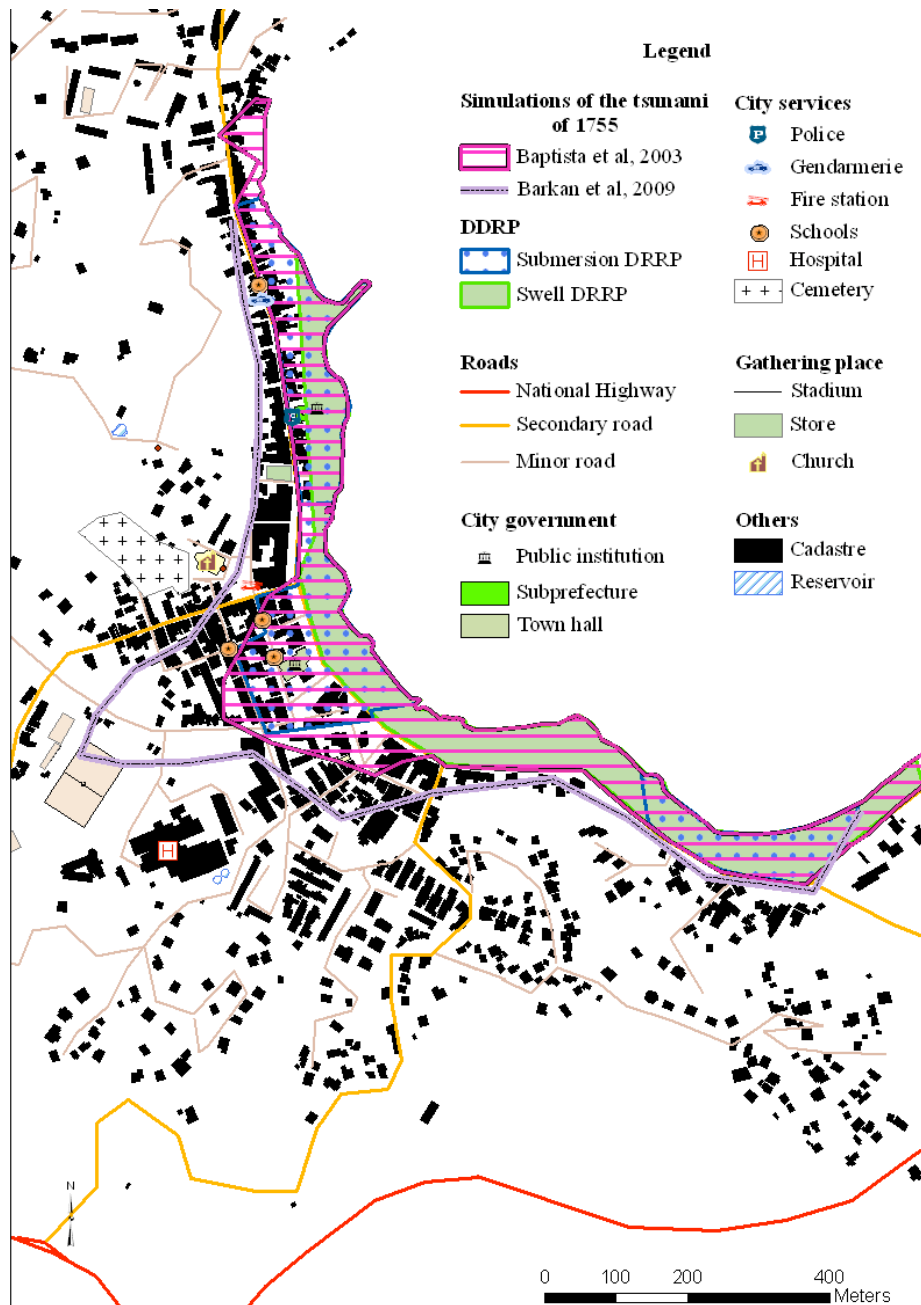 Legend
Simulations of the tsunami
of 1755
Baptista et al, 2003
Barkan et al, 2009
DDRP
Submersion DRRP
Swell DRRP
Roads
National Highway
Secondary road
Minor road
City government
Public institution
Subprefecture
Town hall
City services
P
Police
Gendarmerie
Fire station
Schools
H
Hospital
Cemetery
Gathering place
Stadium
Store
Church
Others
Cadastre
Reservoir
P
H
N
0 100 200 400
Meters